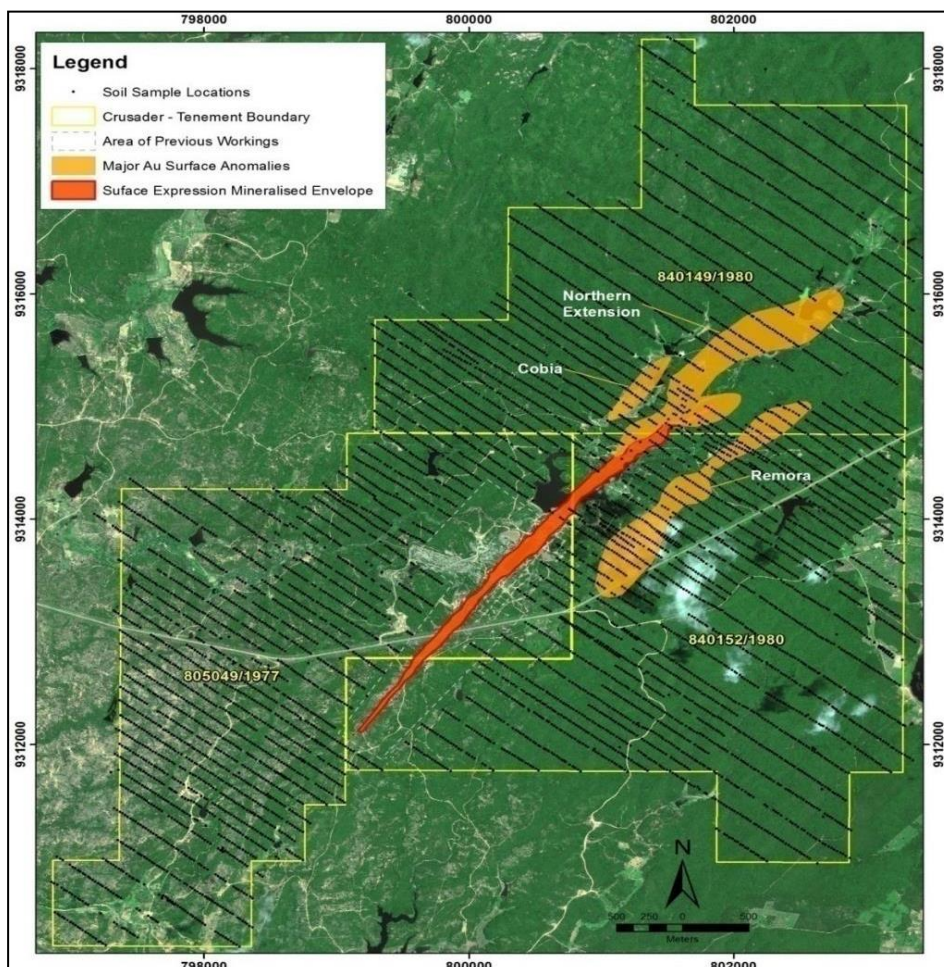 798000 800000 802000
9318000 9318000
Legend
Soil Sample Locations
Crusader - Tenement Boundary
Area of Previous Workings
Major Au Surface Anomalies
Suface Expression Mineralised Envelope
840149/1980
9316000 9316000
Northern
Extension
Cobia
Remora
9314000 9314000
840152/1980
805049/1977
9312000 9312000
N
500 250 0 500
Meters
798000 800000 802000